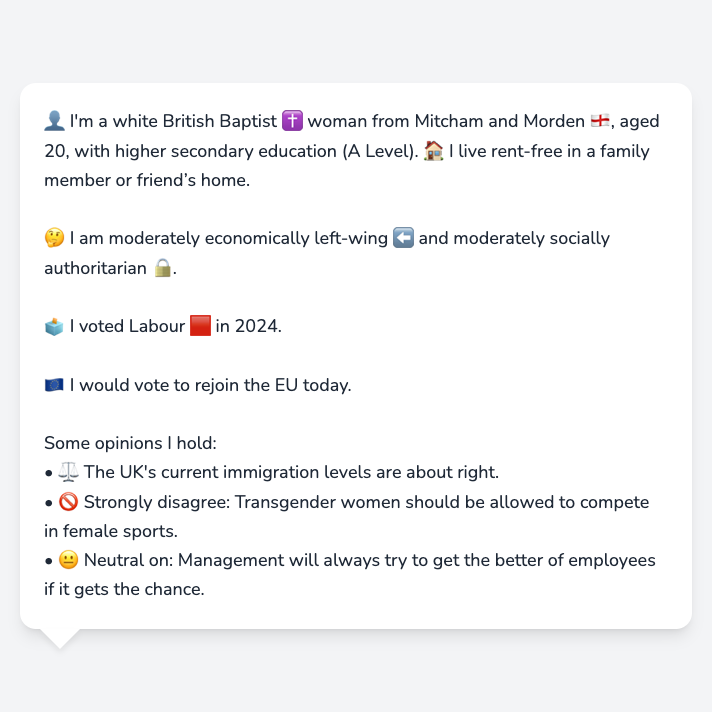 👤 I'm a white British Baptist ✝️ woman from Mitcham and Morden 🏴󠁧󠁢󠁥󠁮󠁧󠁿, aged
20, with higher secondary education (A Level). 🏠 I live rent-free in a family
member or friend’s home.
🤔 I am moderately economically left-wing ⬅️ and moderately socially
authoritarian 🔒.
🗳️ I voted Labour 🟥 in 2024.
🇪🇺 I would vote to rejoin the EU today.
Some opinions I hold:
• ⚖️ The UK's current immigration levels are about right.
• 🚫 Strongly disagree: Transgender women should be allowed to compete
in female sports.
• 😐 Neutral on: Management will always try to get the better of employees
if it gets the chance.